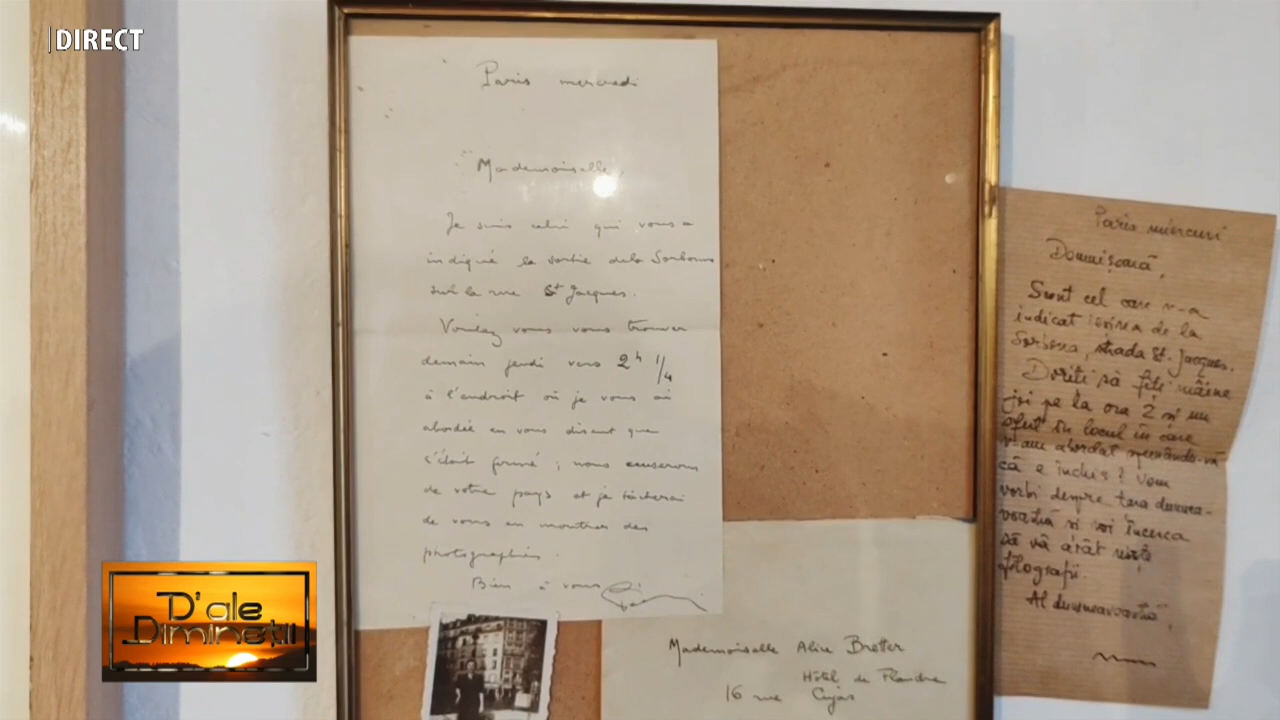 DIRECT
Paris mercredi
Mademoiselle,
Je suis celui qui vous a
indiqué la sortie de la Sorbonne
sur la rue St Jacques.
Voulez vous vous trouver
demain jeudi vers 2h 1/4
à l'endroit où je vous ai
abordée en vous disant que
c'était fermé ; nous causerons
de votre pays et je tâcherai
de vous en montrer des
photographies.
Bien à vous
Mademoiselle Alice Bretter
Hôtel de Flandre
16 rue Cujas
Paris miercuri
Domnișoară,
Sunt cel care v-a
indicat ieșirea de la
Sorbona, strada St. Jacques.
Doriti să fiti mâine
joi pe la ora 2 și un
sfert în locul în care
v-am abordat spunându-vă
că e închis? Vom
vorbi despre tara dumnea-
voastră si voi încerca
să vă arăt niște
fotografii.
Al dumneavoastră,
D'ale
Dimineții